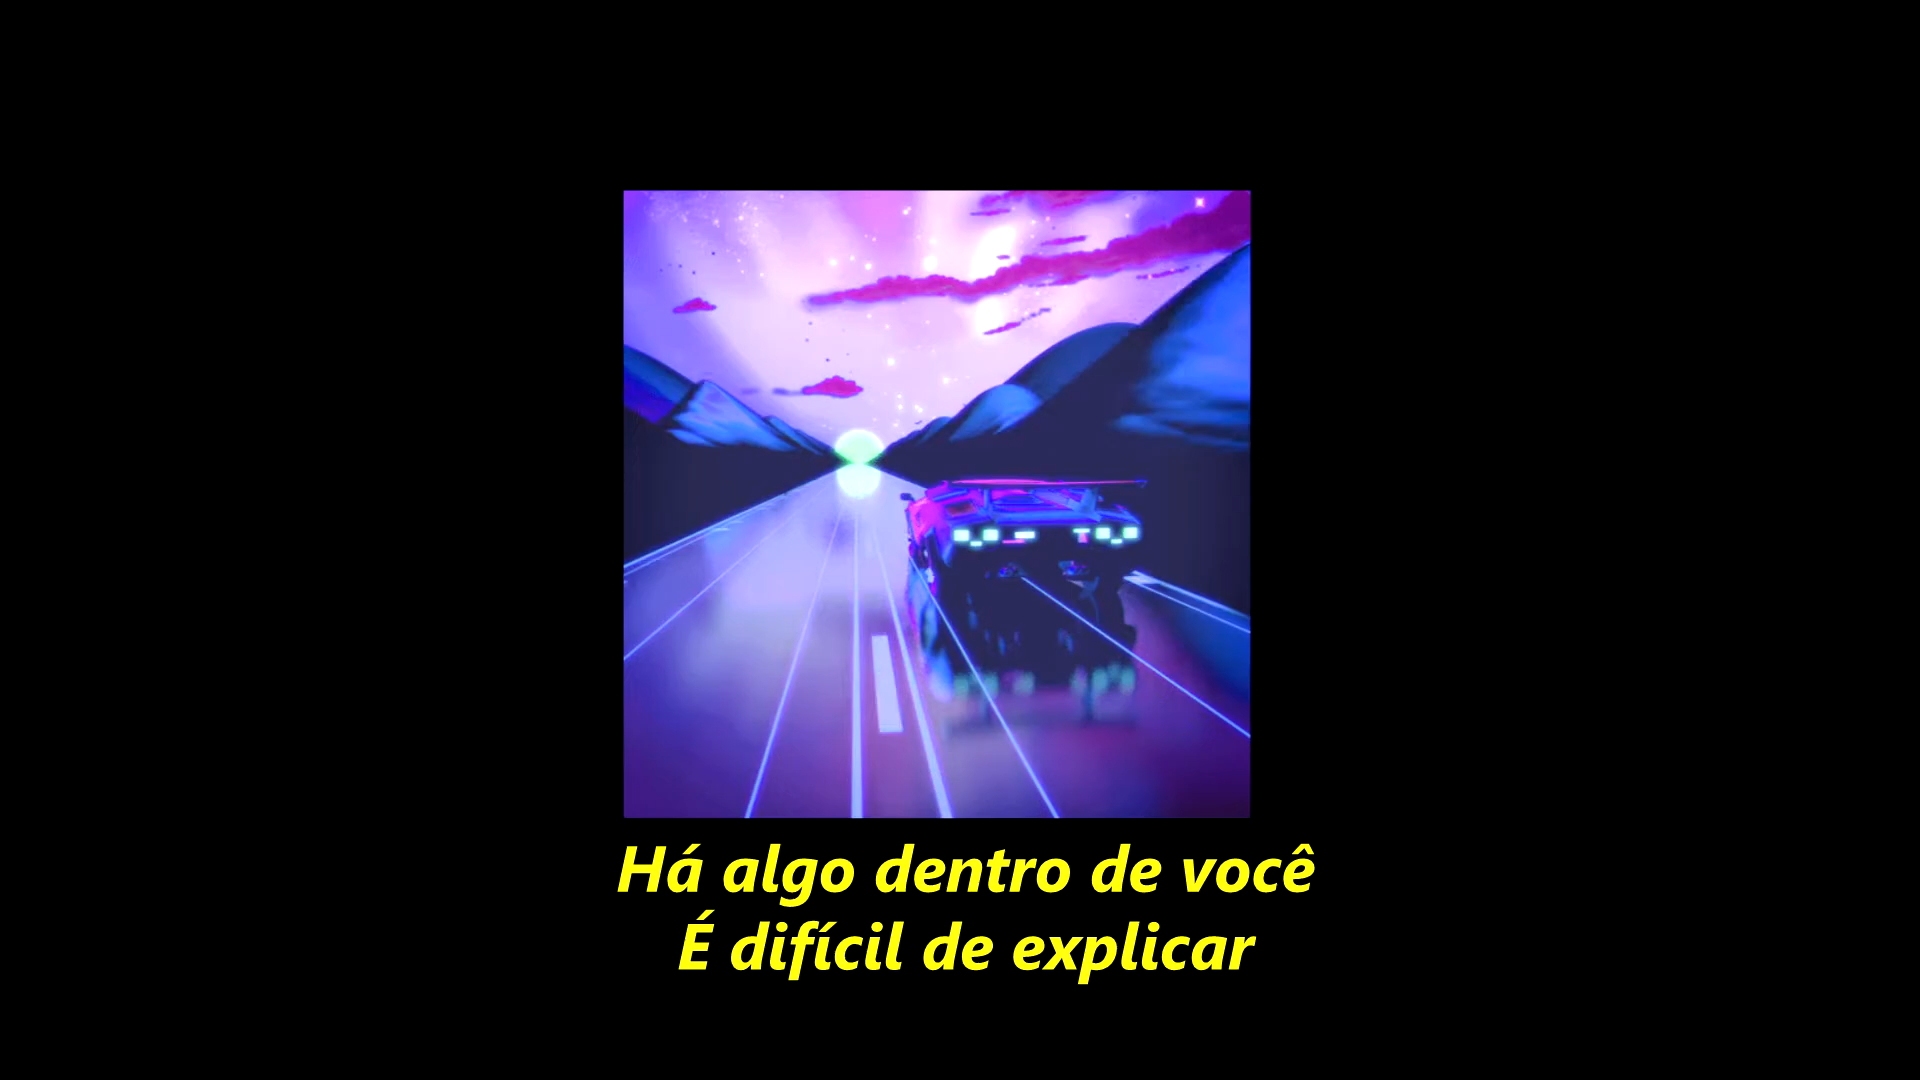 Há algo dentro de você
É difícil de explicar